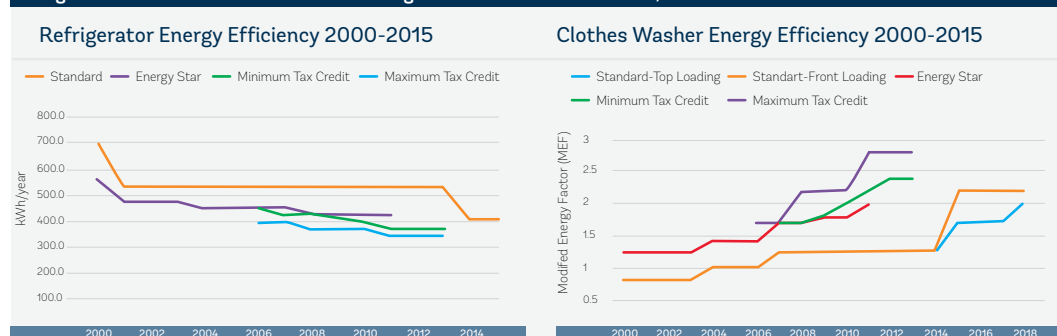 Refrigerator Energy Efficiency 2000-2015
Standard Energy Star Minimum Tax Credit Maximum Tax Credit
kWh/year
800.0
700.0
600.0
500.0
400.0
300.0
200.0
100.0
2000 2002 2004 2006 2008 2010 2012 2014
Clothes Washer Energy Efficiency 2000-2015
Standard-Top Loading Standart-Front Loading Energy Star
Minimum Tax Credit Maximum Tax Credit
Modifed Energy Factor (MEF)
3
2.5
2
1.5
1
0.5
2000 2002 2004 2006 2008 2010 2012 2014 2016 2018